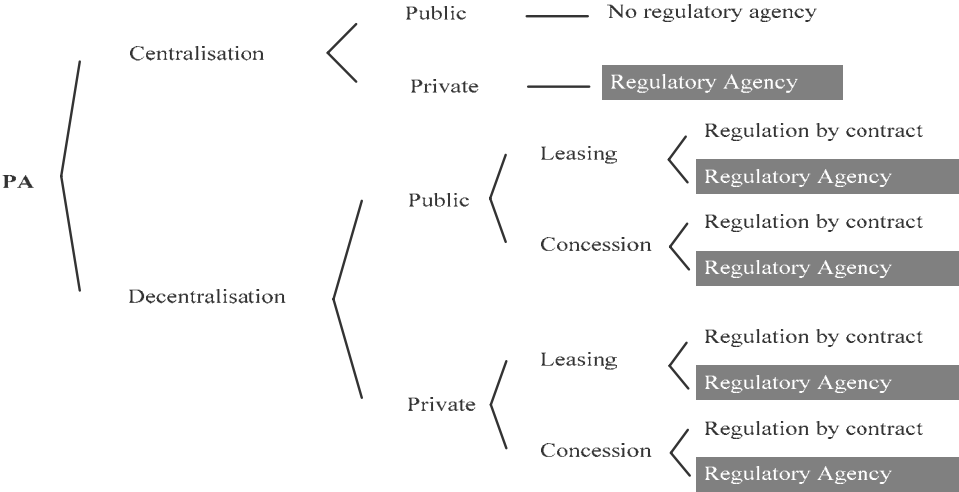 Public
No regulatory agency
Centralisation
Private
Regulatory Agency
Regulation by contract
Leasing
Regulatory Agency
PA
Public
Regulation by contract
Concession
Regulatory Agency
Decentralisation
Regulation by contract
Leasing
Regulatory Agency
Private
Regulation by contract
Concession
Regulatory Agency